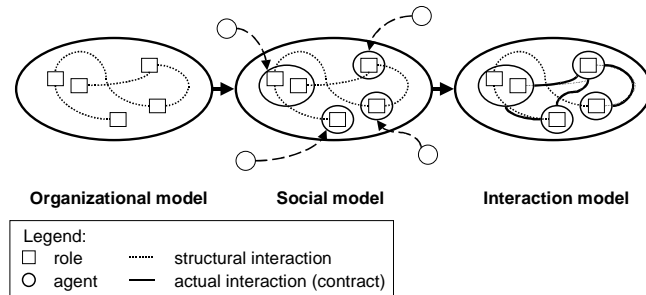 Organizational model Social model Interaction model
Legend:
role structural interaction
agent actual interaction (contract)